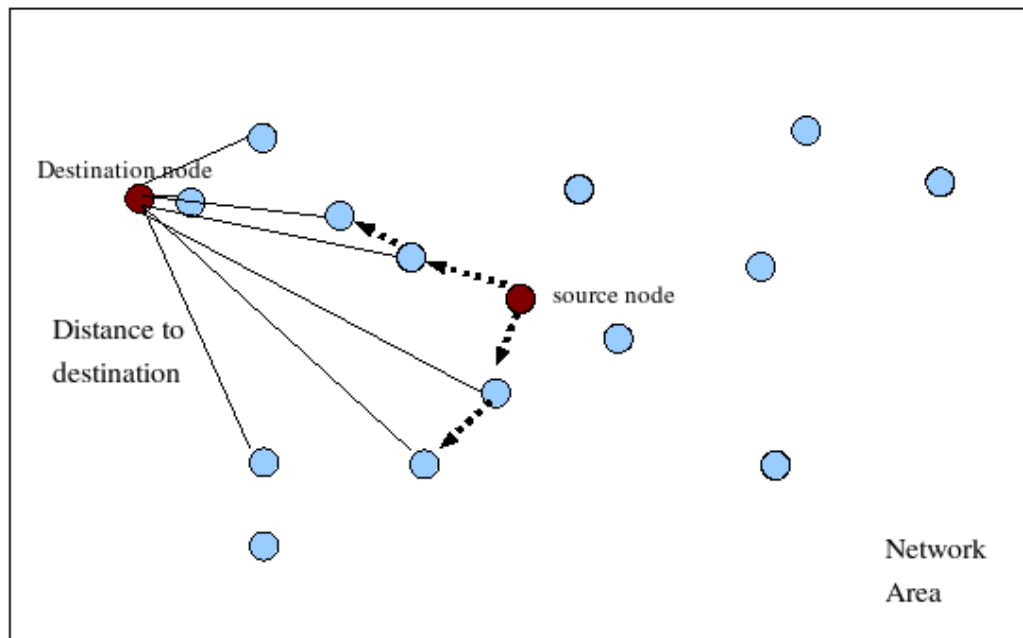 Destination node
source node
Distance to
destination
Network
Area